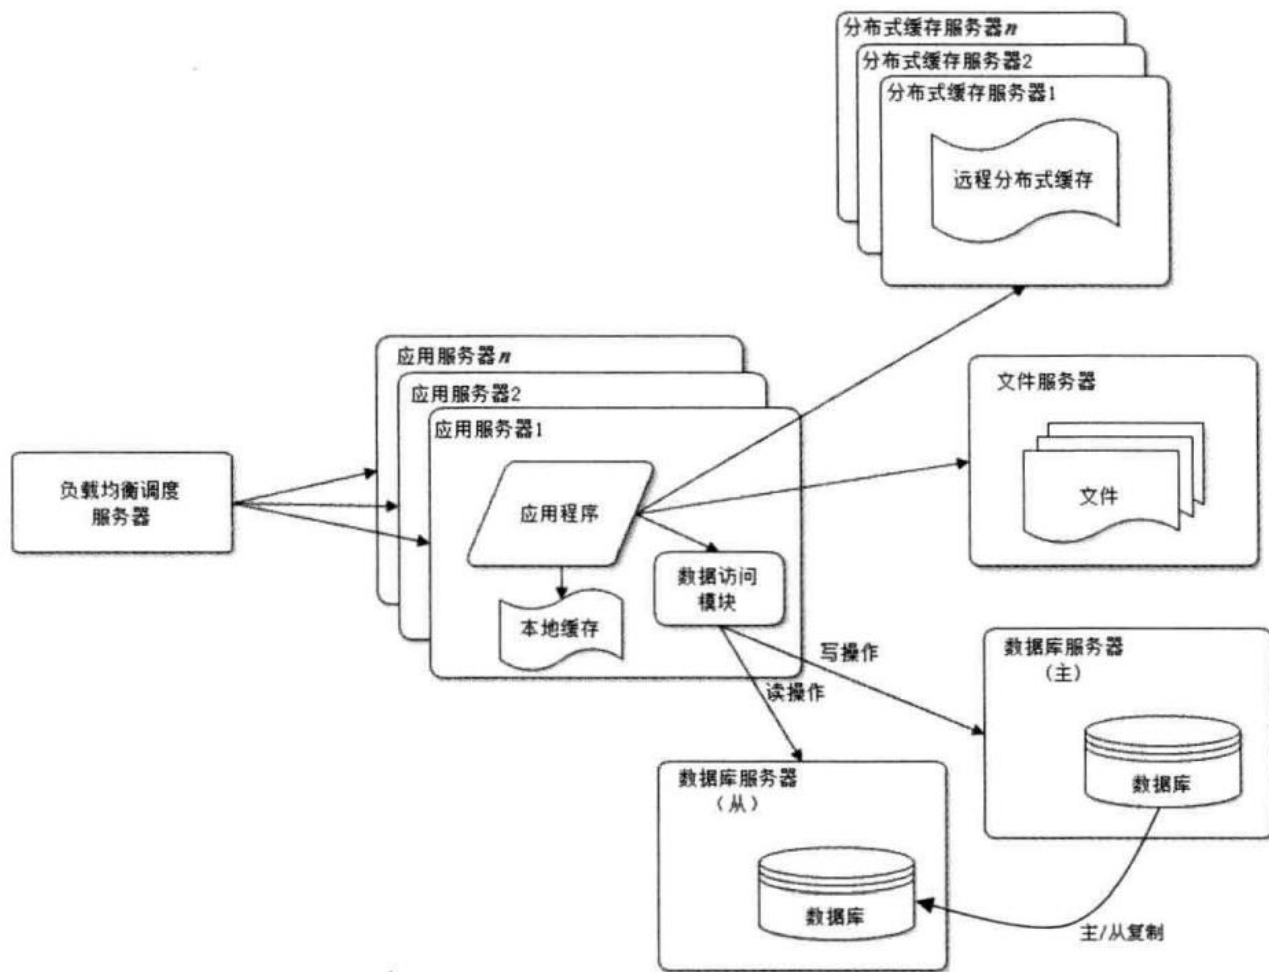 分布式缓存服务器n
分布式缓存服务器2
分布式缓存服务器1
远程分布式缓存
应用服务器n
应用服务器2
应用服务器1
文件服务器
负载均衡调度
服务器
应用程序
文件
数据访问
模块
本地缓存
写操作
读操作
数据库服务器
(主)
数据库
数据库服务器
(从)
数据库
主/从复制